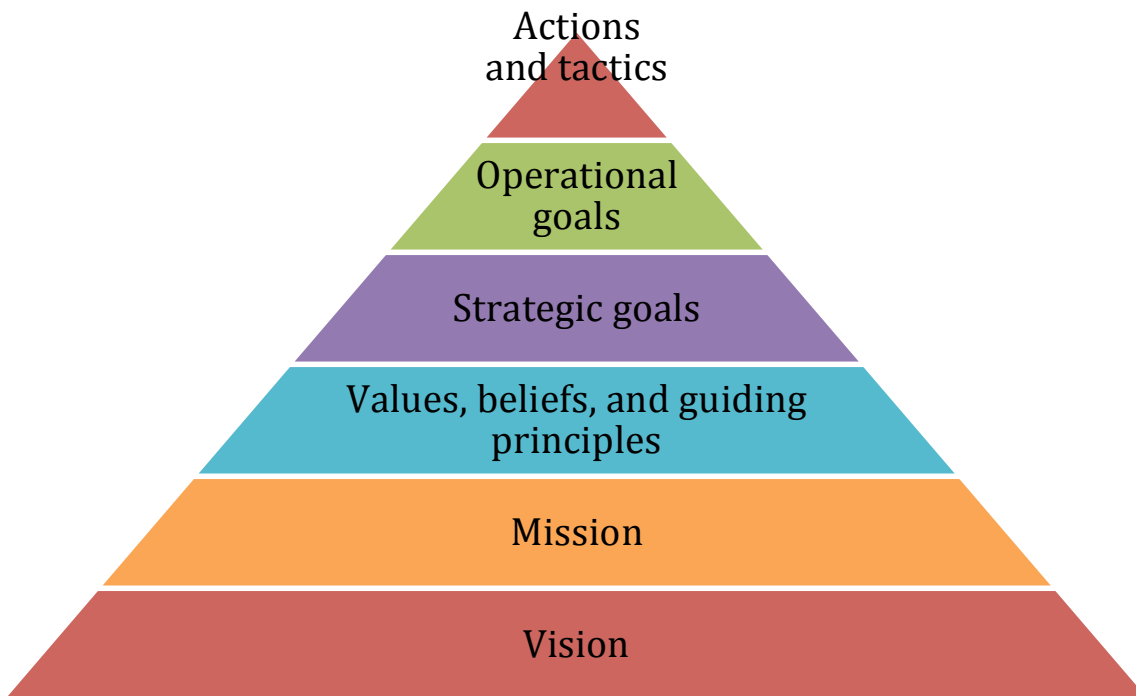 Actions
and tactics
Operational
goals
Strategic goals
Values, beliefs, and guiding
principles
Mission
Vision